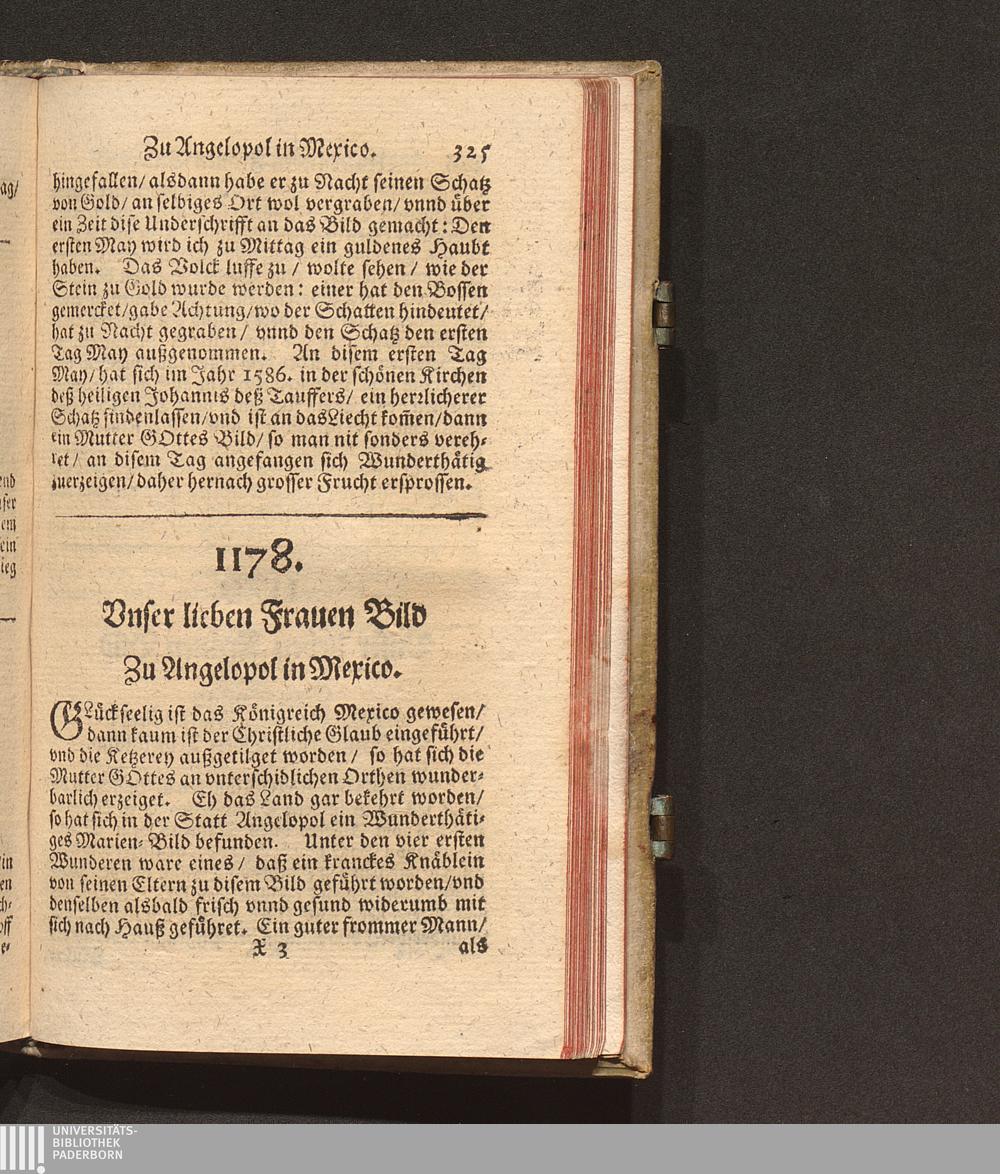 Zu Angelopol in Mexico. 325
hingefallen/ alsdann habe er zu Nacht seinen Schatz
von Gold/ an selbiges Ort wol vergraben/ vnnd über
ein Zeit dise Underschrifft an das Bild gemacht: Den
ersten May wird ich zu Mittag ein guldenes Haubt
haben. Das Volck luffe zu / wolte sehen / wie der
Stein zu Gold wurde werden: einer hat den Bossen
gemercket/gabe Achtung/wo der Schatten hindeutet/
hat zu Nacht gegraben / vnnd den Schatz den ersten
Tag May außgenommen. An disem ersten Tag
May/ hat sich im Jahr 1586. in der schönen Kirchen
deß heiligen Johannis deß Tauffers/ ein herzlicherer
Schatz findenlassen/vnd ist an dasLiecht kom̃en/dann
ein Mutter GOttes Bild/ so man nit sonders vereh-
ret/ an disem Tag angefangen sich Wunderthätig
zuerzeigen/ daher hernach grosser Frucht ersprossen.
1178.
Vnser lieben Frauen Bild
Zu Angelopol in Mexico.
GLückseelig ist das Königreich Mexico gewesen/
dann kaum ist der Christliche Glaub eingeführt/
vnd die Ketzerey außgetilget worden / so hat sich die
Mutter GOttes an vnterschidlichen Orthen wunder-
barlich erzeiget. Eh das Land gar bekehrt worden/
so hat sich in der Statt Angelopol ein Wunderthäti-
ges Marien- Bild befunden. Unter den vier ersten
Wunderen ware eines / daß ein kranckes Knäblein
von seinen Eltern zu disem Bild geführt worden/vnd
denselben alsbald frisch vnnd gesund widerumb mit
sich nach Hauß geführet. Ein guter frommer Mann/
X 3 als
UNIVERSITÄTS-
BIBLIOTHEK
PADERBORN